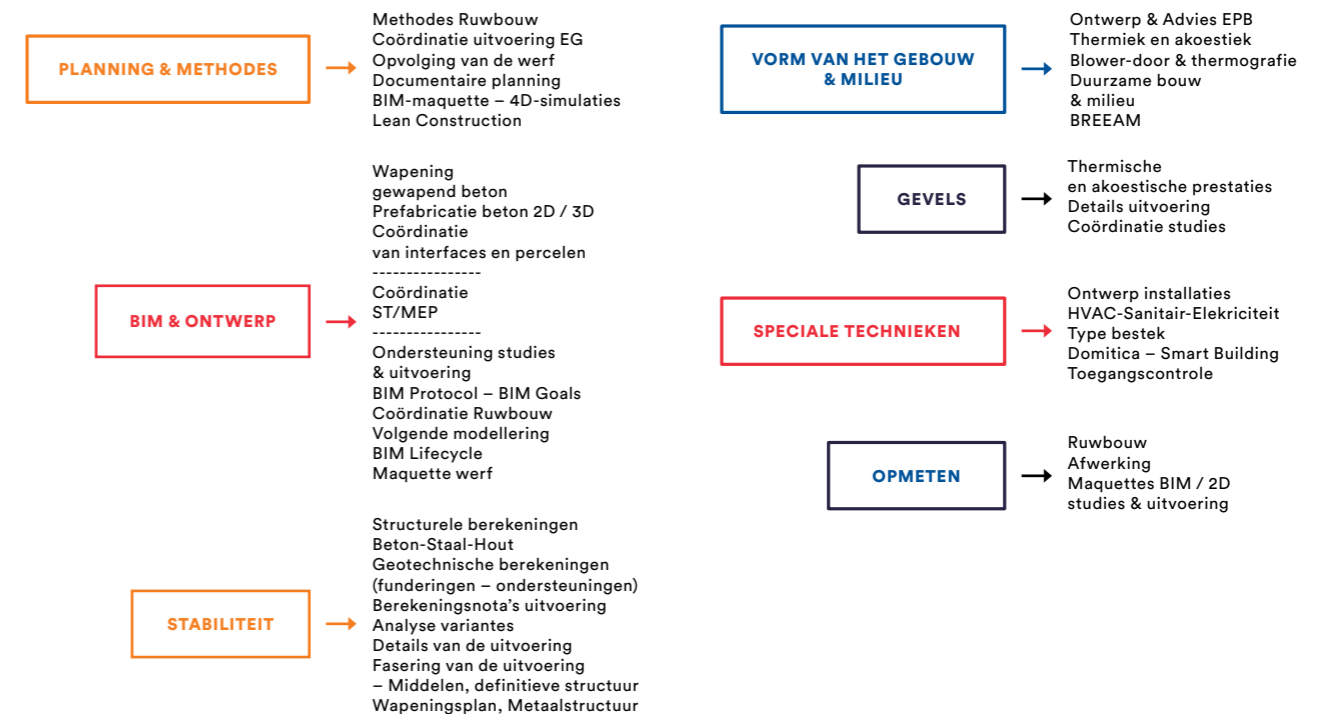 PLANNING & METHODES
Methodes Ruwbouw
Coördinatie uitvoering EG
Opvolging van de werf
Documentaire planning
BIM-maquette – 4D-simulaties
Lean Construction
BIM & ONTWERP
Wapening
gewapend beton
Prefabricatie beton 2D / 3D
Coördinatie
van interfaces en percelen
----------------
Coördinatie
ST/MEP
----------------
Ondersteuning studies
& uitvoering
BIM Protocol – BIM Goals
Coördinatie Ruwbouw
Volgende modellering
BIM Lifecycle
Maquette werf
STABILITEIT
Structurele berekeningen
Beton-Staal-Hout
Geotechnische berekeningen
(funderingen – ondersteuningen)
Berekeningsnota’s uitvoering
Analyse variantes
Details van de uitvoering
Fasering van de uitvoering
– Middelen, definitieve structuur
Wapeningsplan, Metaalstructuur
VORM VAN HET GEBOUW
& MILIEU
Ontwerp & Advies EPB
Thermiek en akoestiek
Blower-door & thermografie
Duurzame bouw
& milieu
BREEAM
GEVELS
Thermische
en akoestische prestaties
Details uitvoering
Coördinatie studies
SPECIALE TECHNIEKEN
Ontwerp installaties
HVAC-Sanitair-Elekriciteit
Type bestek
Domitica – Smart Building
Toegangscontrole
OPMETEN
Ruwbouw
Afwerking
Maquettes BIM / 2D
studies & uitvoering